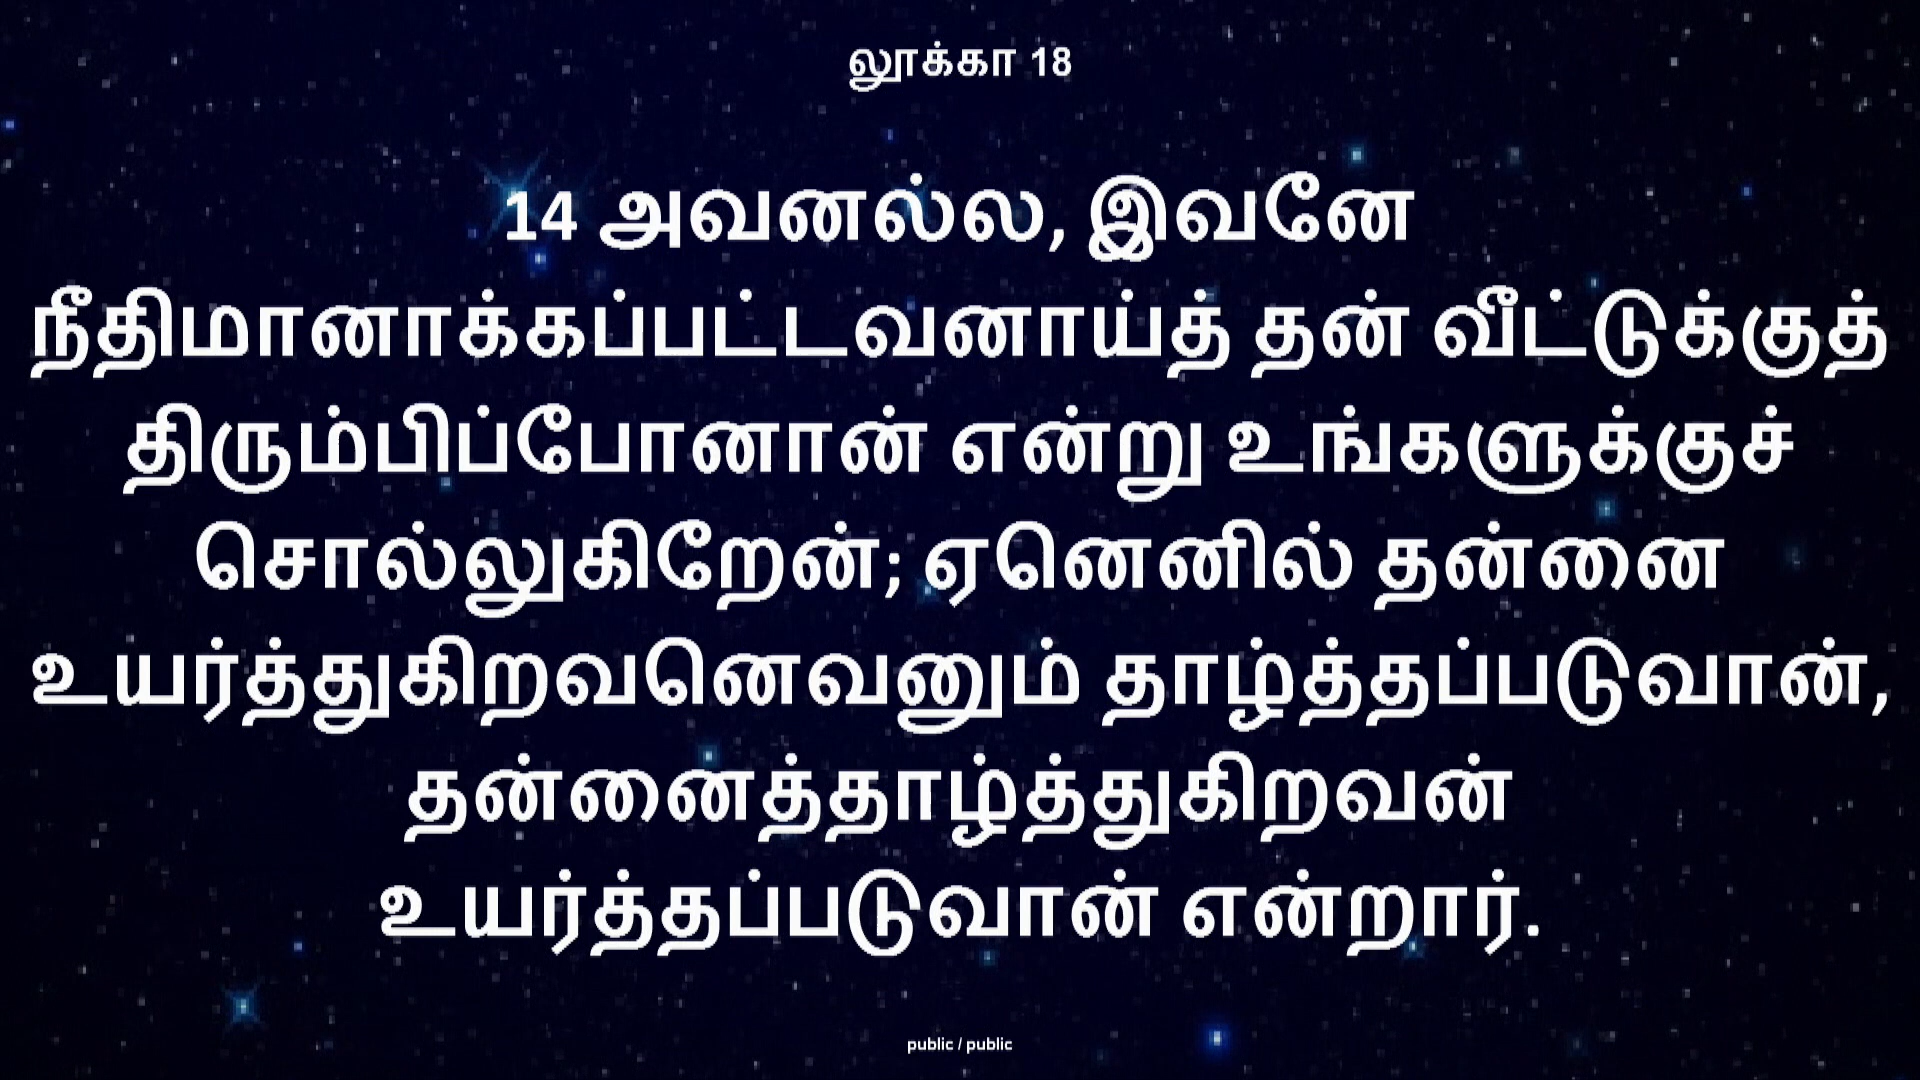 லூக்கா 18
14 அவனல்ல, இவனே
நீதிமானாக்கப்பட்டவனாய்த் தன் வீட்டுக்குத்
திரும்பிப்போனான் என்று உங்களுக்குச்
சொல்லுகிறேன்; ஏனெனில் தன்னை
உயர்த்துகிறவனெவனும் தாழ்த்தப்படுவான்,
தன்னைத்தாழ்த்துகிறவன்
உயர்த்தப்படுவான் என்றார்.
public / public